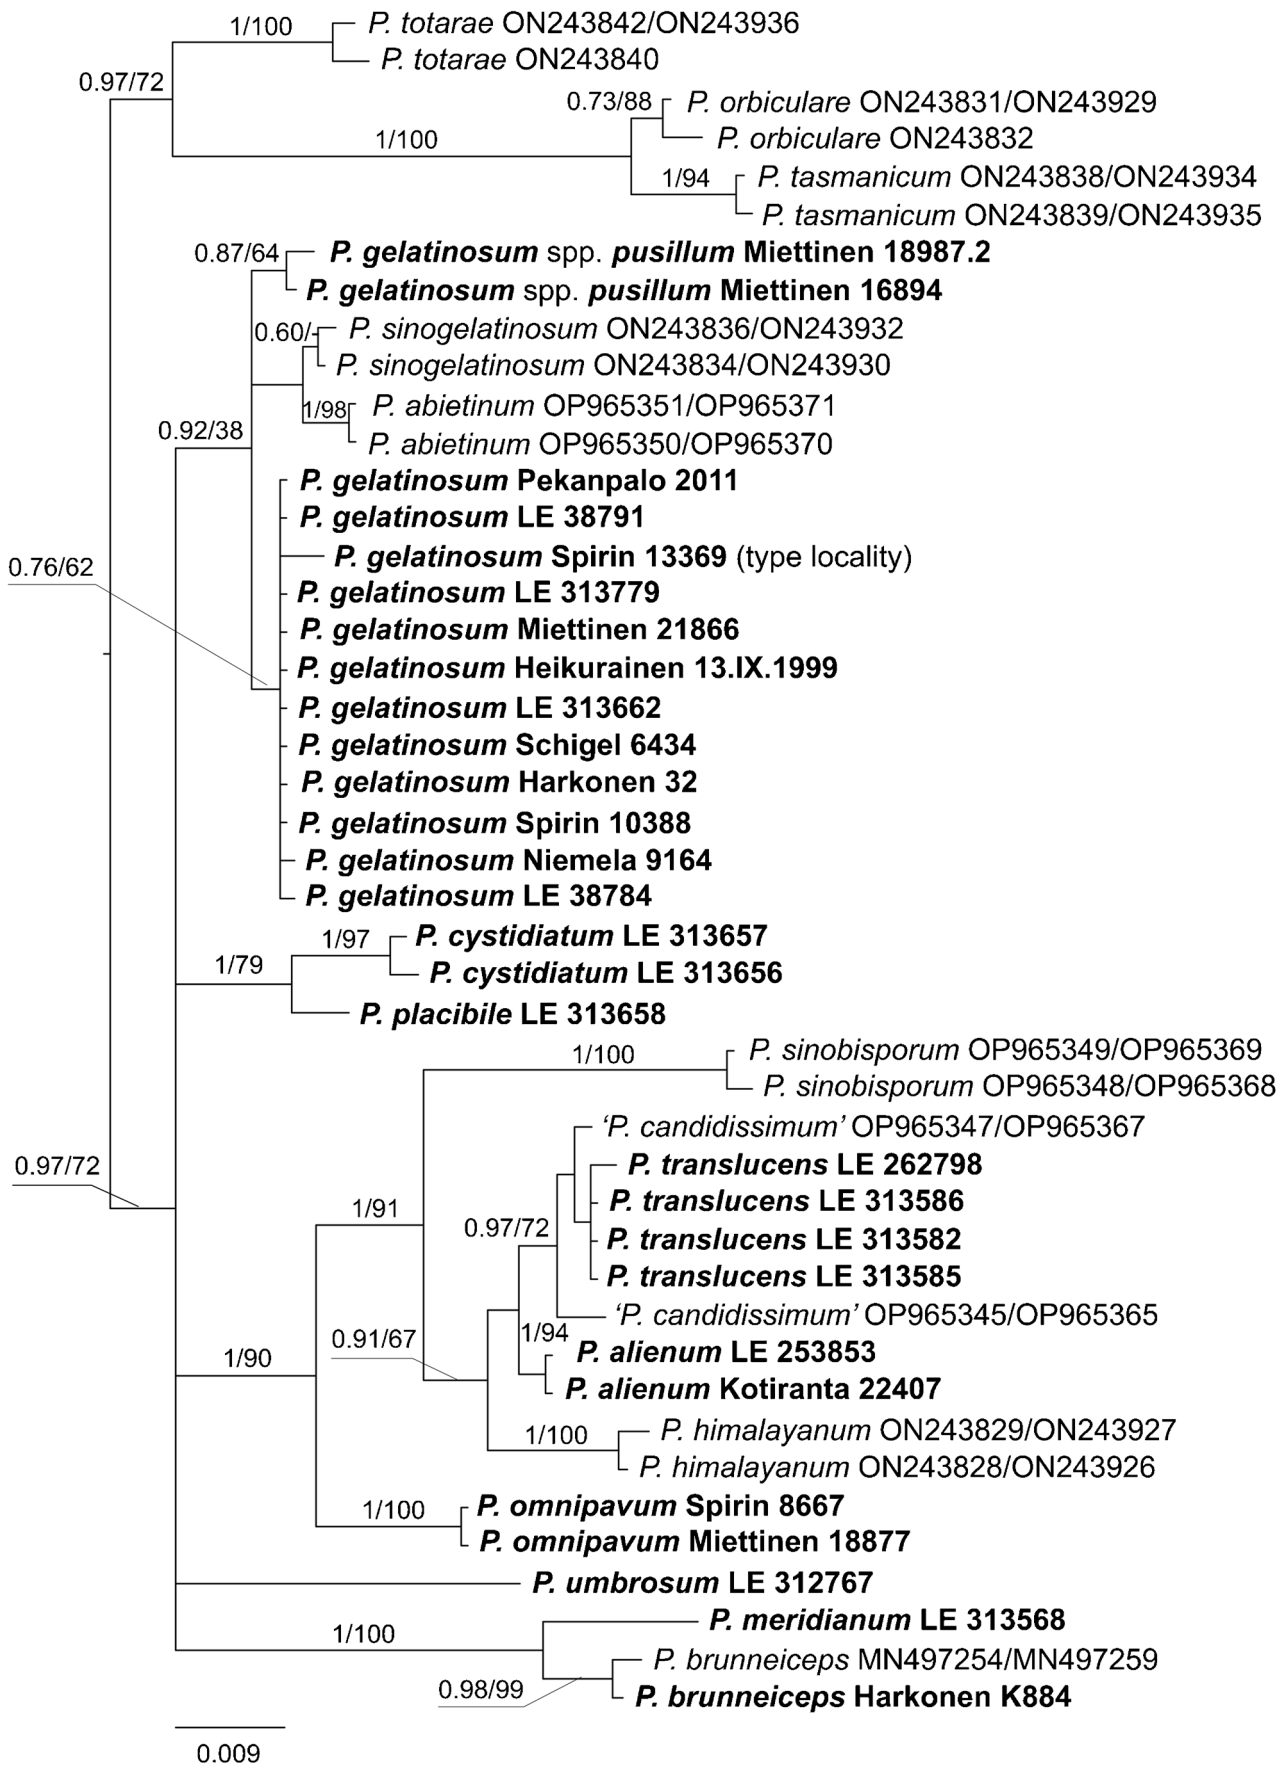 1/100
P. totarae ON243842/ON243936
P. totarae ON243840
0.97/72
0.73/88
P. orbiculare ON243831/ON243929
P. orbiculare ON243832
1/100
1/94
P. tasmanicum ON243838/ON243934
P. tasmanicum ON243839/ON243935
0.87/64
P. gelatinosum spp. pusillum Miettinen 18987.2
P. gelatinosum spp. pusillum Miettinen 16894
0.60/-
P. sinogelatinosum ON243836/ON243932
P. sinogelatinosum ON243834/ON243930
1/98
P. abietinum OP965351/OP965371
P. abietinum OP965350/OP965370
0.92/38
P. gelatinosum Pekanpalo 2011
P. gelatinosum LE 38791
P. gelatinosum Spirin 13369 (type locality)
0.76/62
P. gelatinosum LE 313779
P. gelatinosum Miettinen 21866
P. gelatinosum Heikurainen 13.IX.1999
P. gelatinosum LE 313662
P. gelatinosum Schigel 6434
P. gelatinosum Harkonen 32
P. gelatinosum Spirin 10388
P. gelatinosum Niemela 9164
P. gelatinosum LE 38784
1/97
P. cystidiatum LE 313657
P. cystidiatum LE 313656
1/79
P. placibile LE 313658
1/100
P. sinobisporum OP965349/OP965369
P. sinobisporum OP965348/OP965368
‘P. candidissimum’ OP965347/OP965367
0.97/72
P. translucens LE 262798
P. translucens LE 313586
1/91
0.97/72
P. translucens LE 313582
P. translucens LE 313585
‘P. candidissimum’ OP965345/OP965365
0.91/67
1/94
P. alienum LE 253853
1/90
P. alienum Kotiranta 22407
1/100
P. himalayanum ON243829/ON243927
P. himalayanum ON243828/ON243926
1/100
P. omnipavum Spirin 8667
P. omnipavum Miettinen 18877
P. umbrosum LE 312767
1/100
P. meridianum LE 313568
P. brunneiceps MN497254/MN497259
0.98/99
P. brunneiceps Harkonen K884
0.009